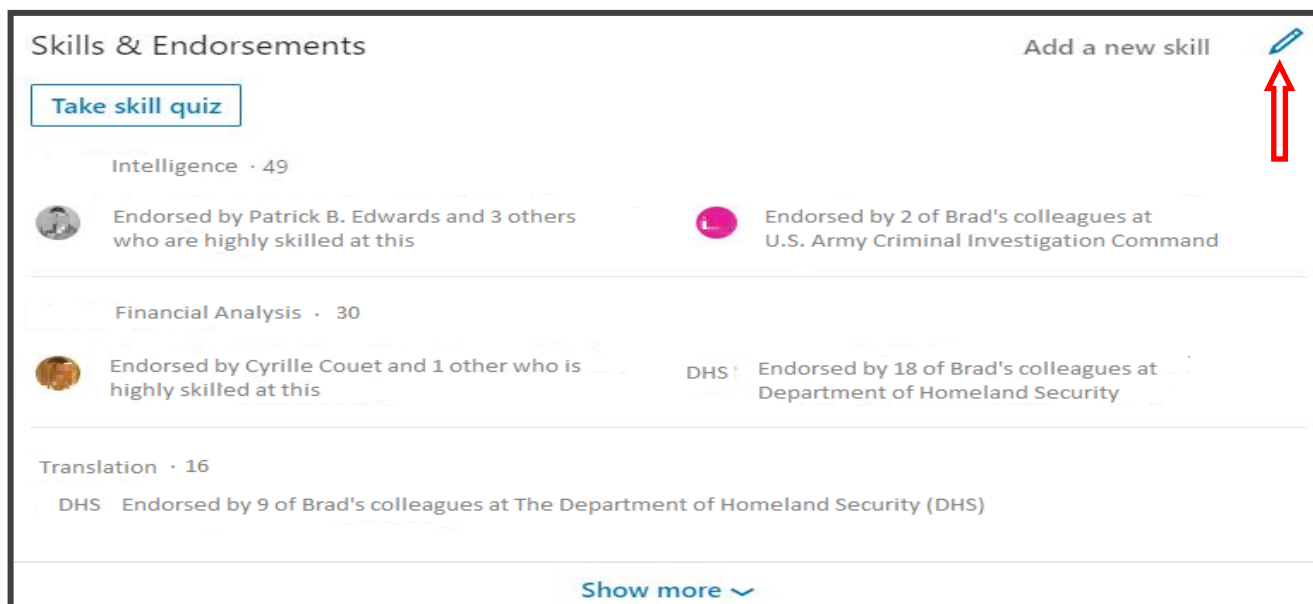 Skills & Endorsements
Add a new skill
Take skill quiz
Intelligence · 49
Endorsed by Patrick B. Edwards and 3 others
who are highly skilled at this
Endorsed by 2 of Brad's colleagues at
U.S. Army Criminal Investigation Command
Financial Analysis · 30
Endorsed by Cyrille Couet and 1 other who is
highly skilled at this
DHS
Endorsed by 18 of Brad's colleagues at
Department of Homeland Security
Translation · 16
DHS Endorsed by 9 of Brad's colleagues at The Department of Homeland Security (DHS)
Show more